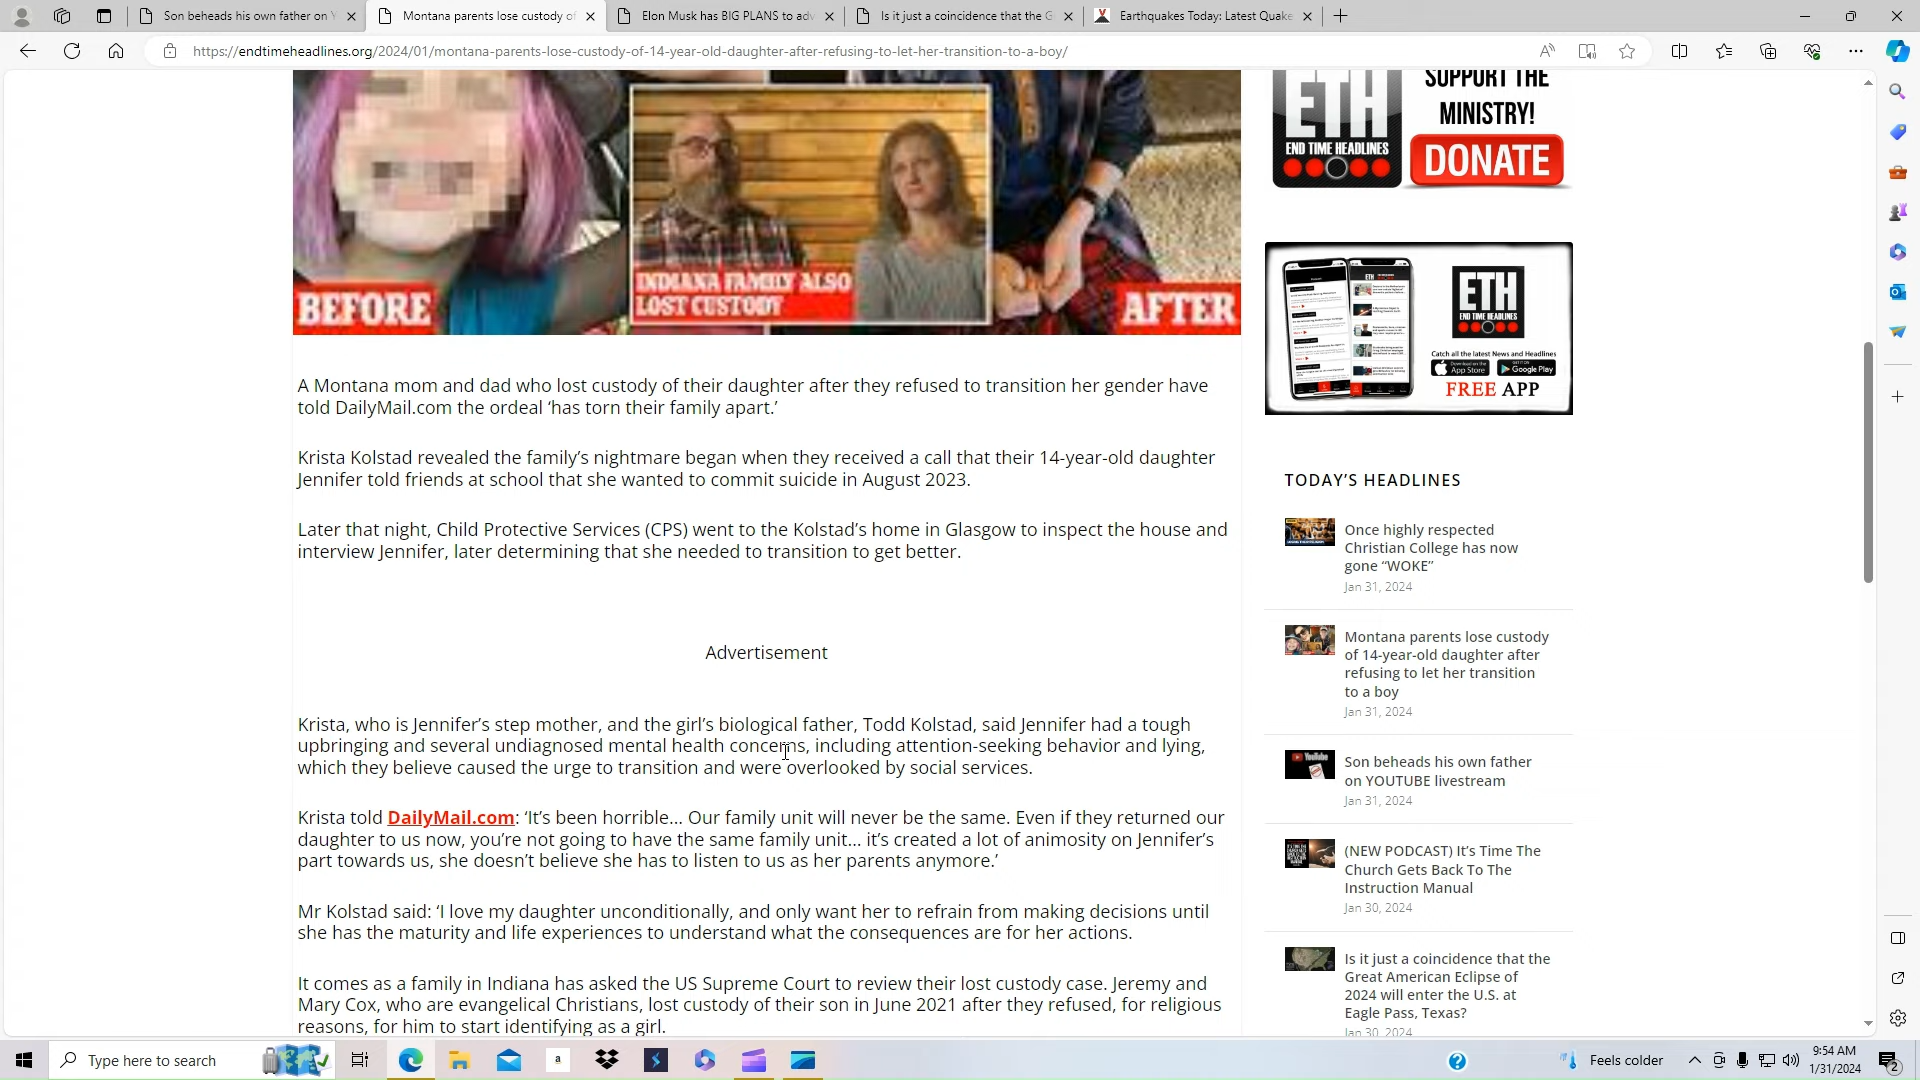 Son beheads his own father on Y
Montana parents lose custody of
Elon Musk has BIG PLANS to adv
Is it just a coincidence that the G
Earthquakes Today: Latest Quake
https://endtimeheadlines.org/2024/01/montana-parents-lose-custody-of-14-year-old-daughter-after-refusing-to-let-her-transition-to-a-boy/
BEFORE
INDIANA FAMILY ALSO
LOST CUSTODY
AFTER
A Montana mom and dad who lost custody of their daughter after they refused to transition her gender have
told DailyMail.com the ordeal ‘has torn their family apart.’
Krista Kolstad revealed the family’s nightmare began when they received a call that their 14-year-old daughter
Jennifer told friends at school that she wanted to commit suicide in August 2023.
Later that night, Child Protective Services (CPS) went to the Kolstad’s home in Glasgow to inspect the house and
interview Jennifer, later determining that she needed to transition to get better.
Advertisement
Krista, who is Jennifer’s step mother, and the girl’s biological father, Todd Kolstad, said Jennifer had a tough
upbringing and several undiagnosed mental health concerns, including attention-seeking behavior and lying,
which they believe caused the urge to transition and were overlooked by social services.
Krista told DailyMail.com: ‘It’s been horrible… Our family unit will never be the same. Even if they returned our
daughter to us now, you’re not going to have the same family unit… it’s created a lot of animosity on Jennifer’s
part towards us, she doesn’t believe she has to listen to us as her parents anymore.’
Mr Kolstad said: ‘I love my daughter unconditionally, and only want her to refrain from making decisions until
she has the maturity and life experiences to understand what the consequences are for her actions.
It comes as a family in Indiana has asked the US Supreme Court to review their lost custody case. Jeremy and
Mary Cox, who are evangelical Christians, lost custody of their son in June 2021 after they refused, for religious
reasons, for him to start identifying as a girl.
ETH
END TIME HEADLINES
SUPPORT THE
MINISTRY!
DONATE
ETH
END TIME HEADLINES
Catch all the latest News and Headlines
App Store
Google Play
FREE APP
TODAY’S HEADLINES
Once highly respected
Christian College has now
gone “WOKE”
Jan 31, 2024
Montana parents lose custody
of 14-year-old daughter after
refusing to let her transition
to a boy
Jan 31, 2024
Son beheads his own father
on YOUTUBE livestream
Jan 31, 2024
(NEW PODCAST) It’s Time The
Church Gets Back To The
Instruction Manual
Jan 30, 2024
Is it just a coincidence that the
Great American Eclipse of
2024 will enter the U.S. at
Eagle Pass, Texas?
Jan 30, 2024
Type here to search
Feels colder
9:54 AM
1/31/2024
2